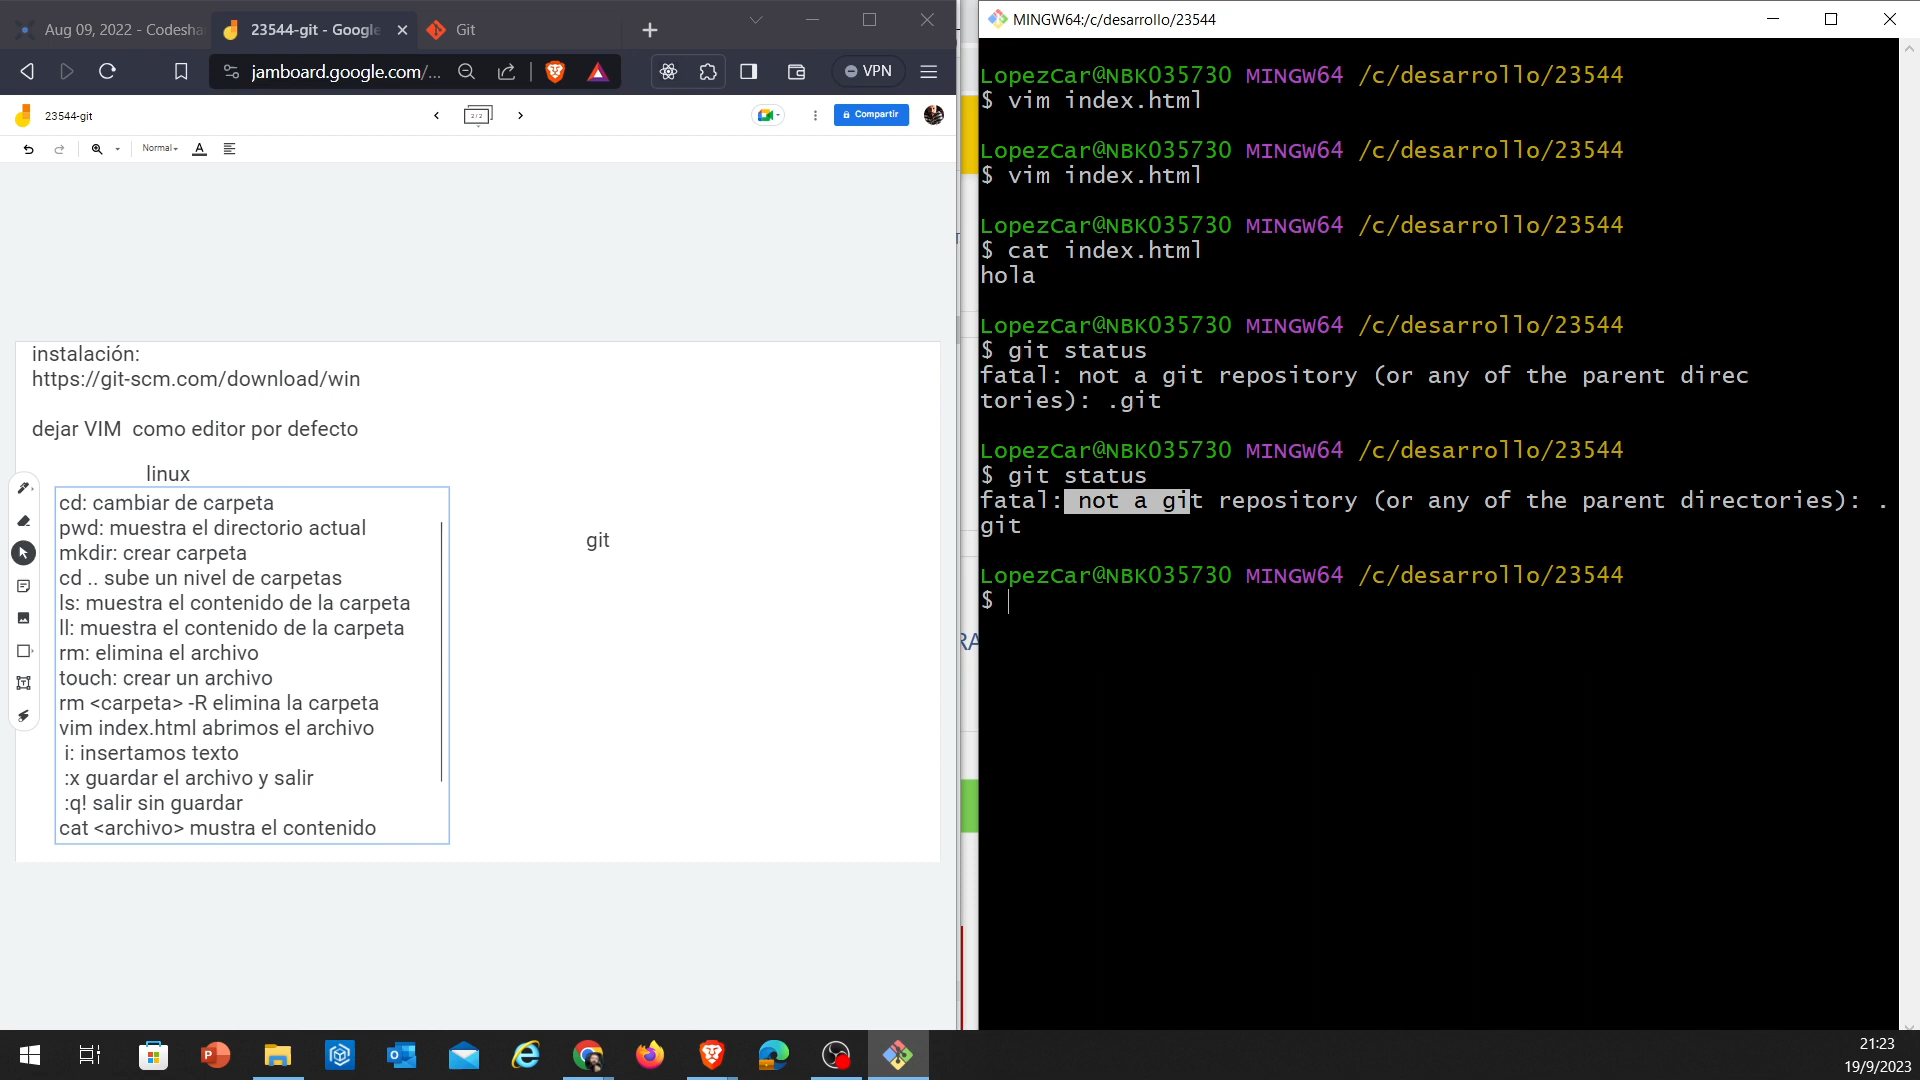 Aug 09, 2022 - Codesha
23544-git - Google
Git
jamboard.google.com/...
VPN
23544-git
2/2
Compartir
Normal
A
instalación:
https://git-scm.com/download/win
dejar VIM  como editor por defecto
linux
cd: cambiar de carpeta
pwd: muestra el directorio actual
mkdir: crear carpeta
cd .. sube un nivel de carpetas
ls: muestra el contenido de la carpeta
ll: muestra el contenido de la carpeta
rm: elimina el archivo
touch: crear un archivo
rm <carpeta> -R elimina la carpeta
vim index.html abrimos el archivo
i: insertamos texto
:x guardar el archivo y salir
:q! salir sin guardar
cat <archivo> mustra el contenido
git
RA
MINGW64:/c/desarrollo/23544
LopezCar@NBK035730 MINGW64 /c/desarrollo/23544
$ vim index.html
LopezCar@NBK035730 MINGW64 /c/desarrollo/23544
$ vim index.html
LopezCar@NBK035730 MINGW64 /c/desarrollo/23544
$ cat index.html
hola
LopezCar@NBK035730 MINGW64 /c/desarrollo/23544
$ git status
fatal: not a git repository (or any of the parent direc
tories): .git
LopezCar@NBK035730 MINGW64 /c/desarrollo/23544
$ git status
fatal: not a git repository (or any of the parent directories): .
git
LopezCar@NBK035730 MINGW64 /c/desarrollo/23544
$
21:23
19/9/2023